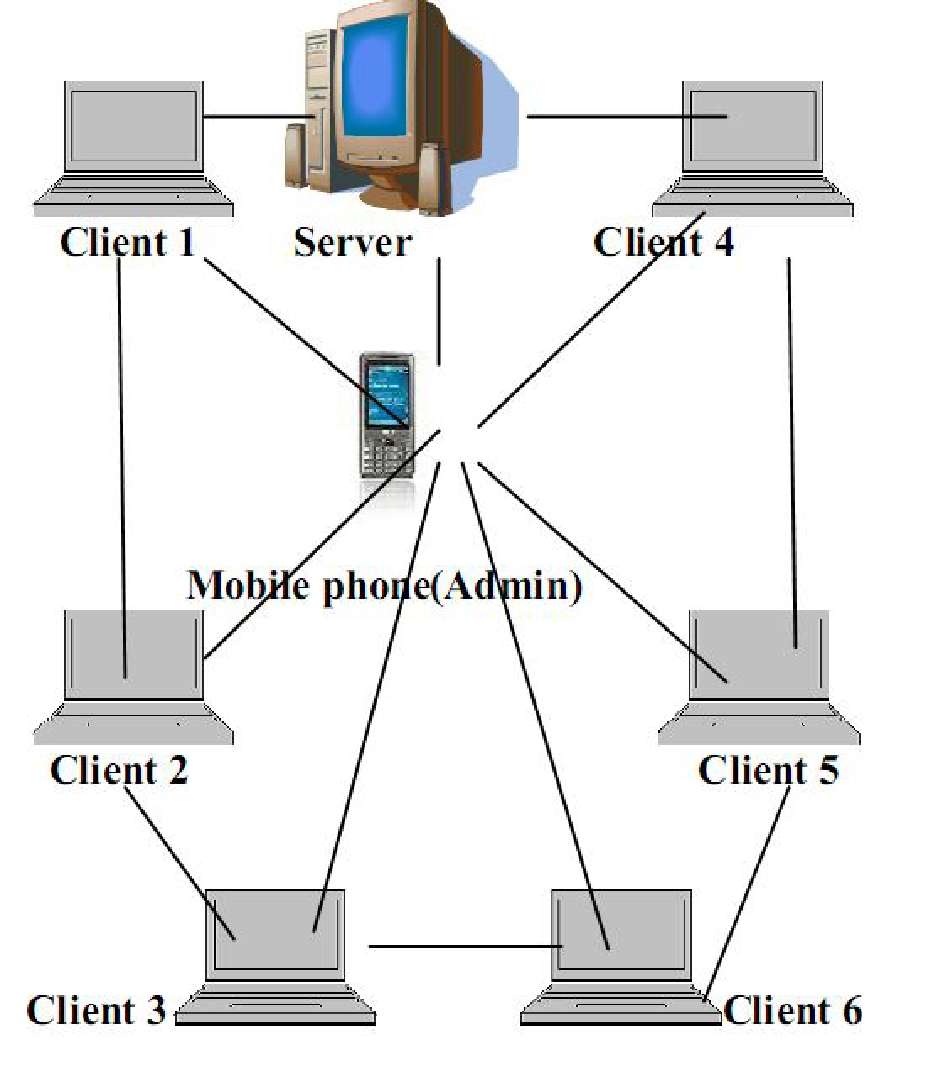 Client 1
Server
Client 4
Mobile phone(Admin)
Client 2
Client 5
Client 3
Client 6